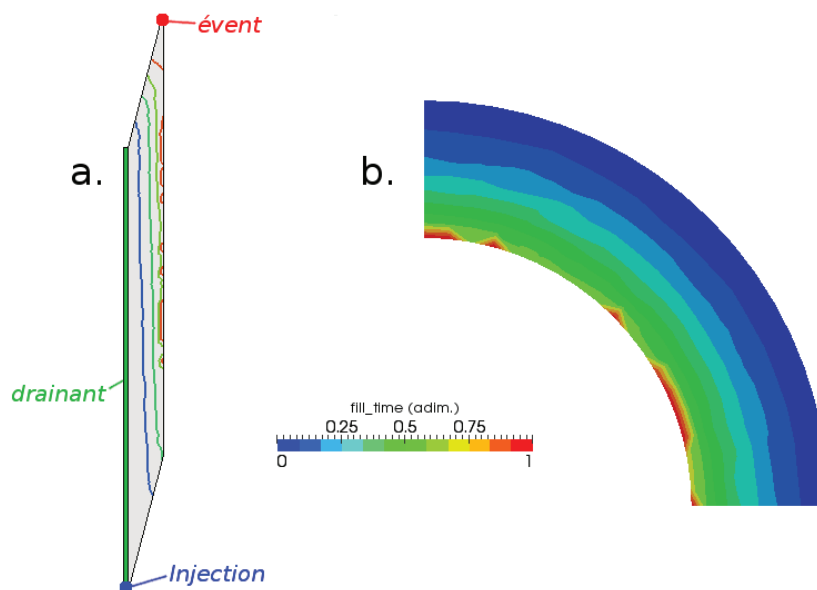 évent
a.
b.
drainant
fill_time (adim.)
0.25
0.5
0.75
0
1
Injection